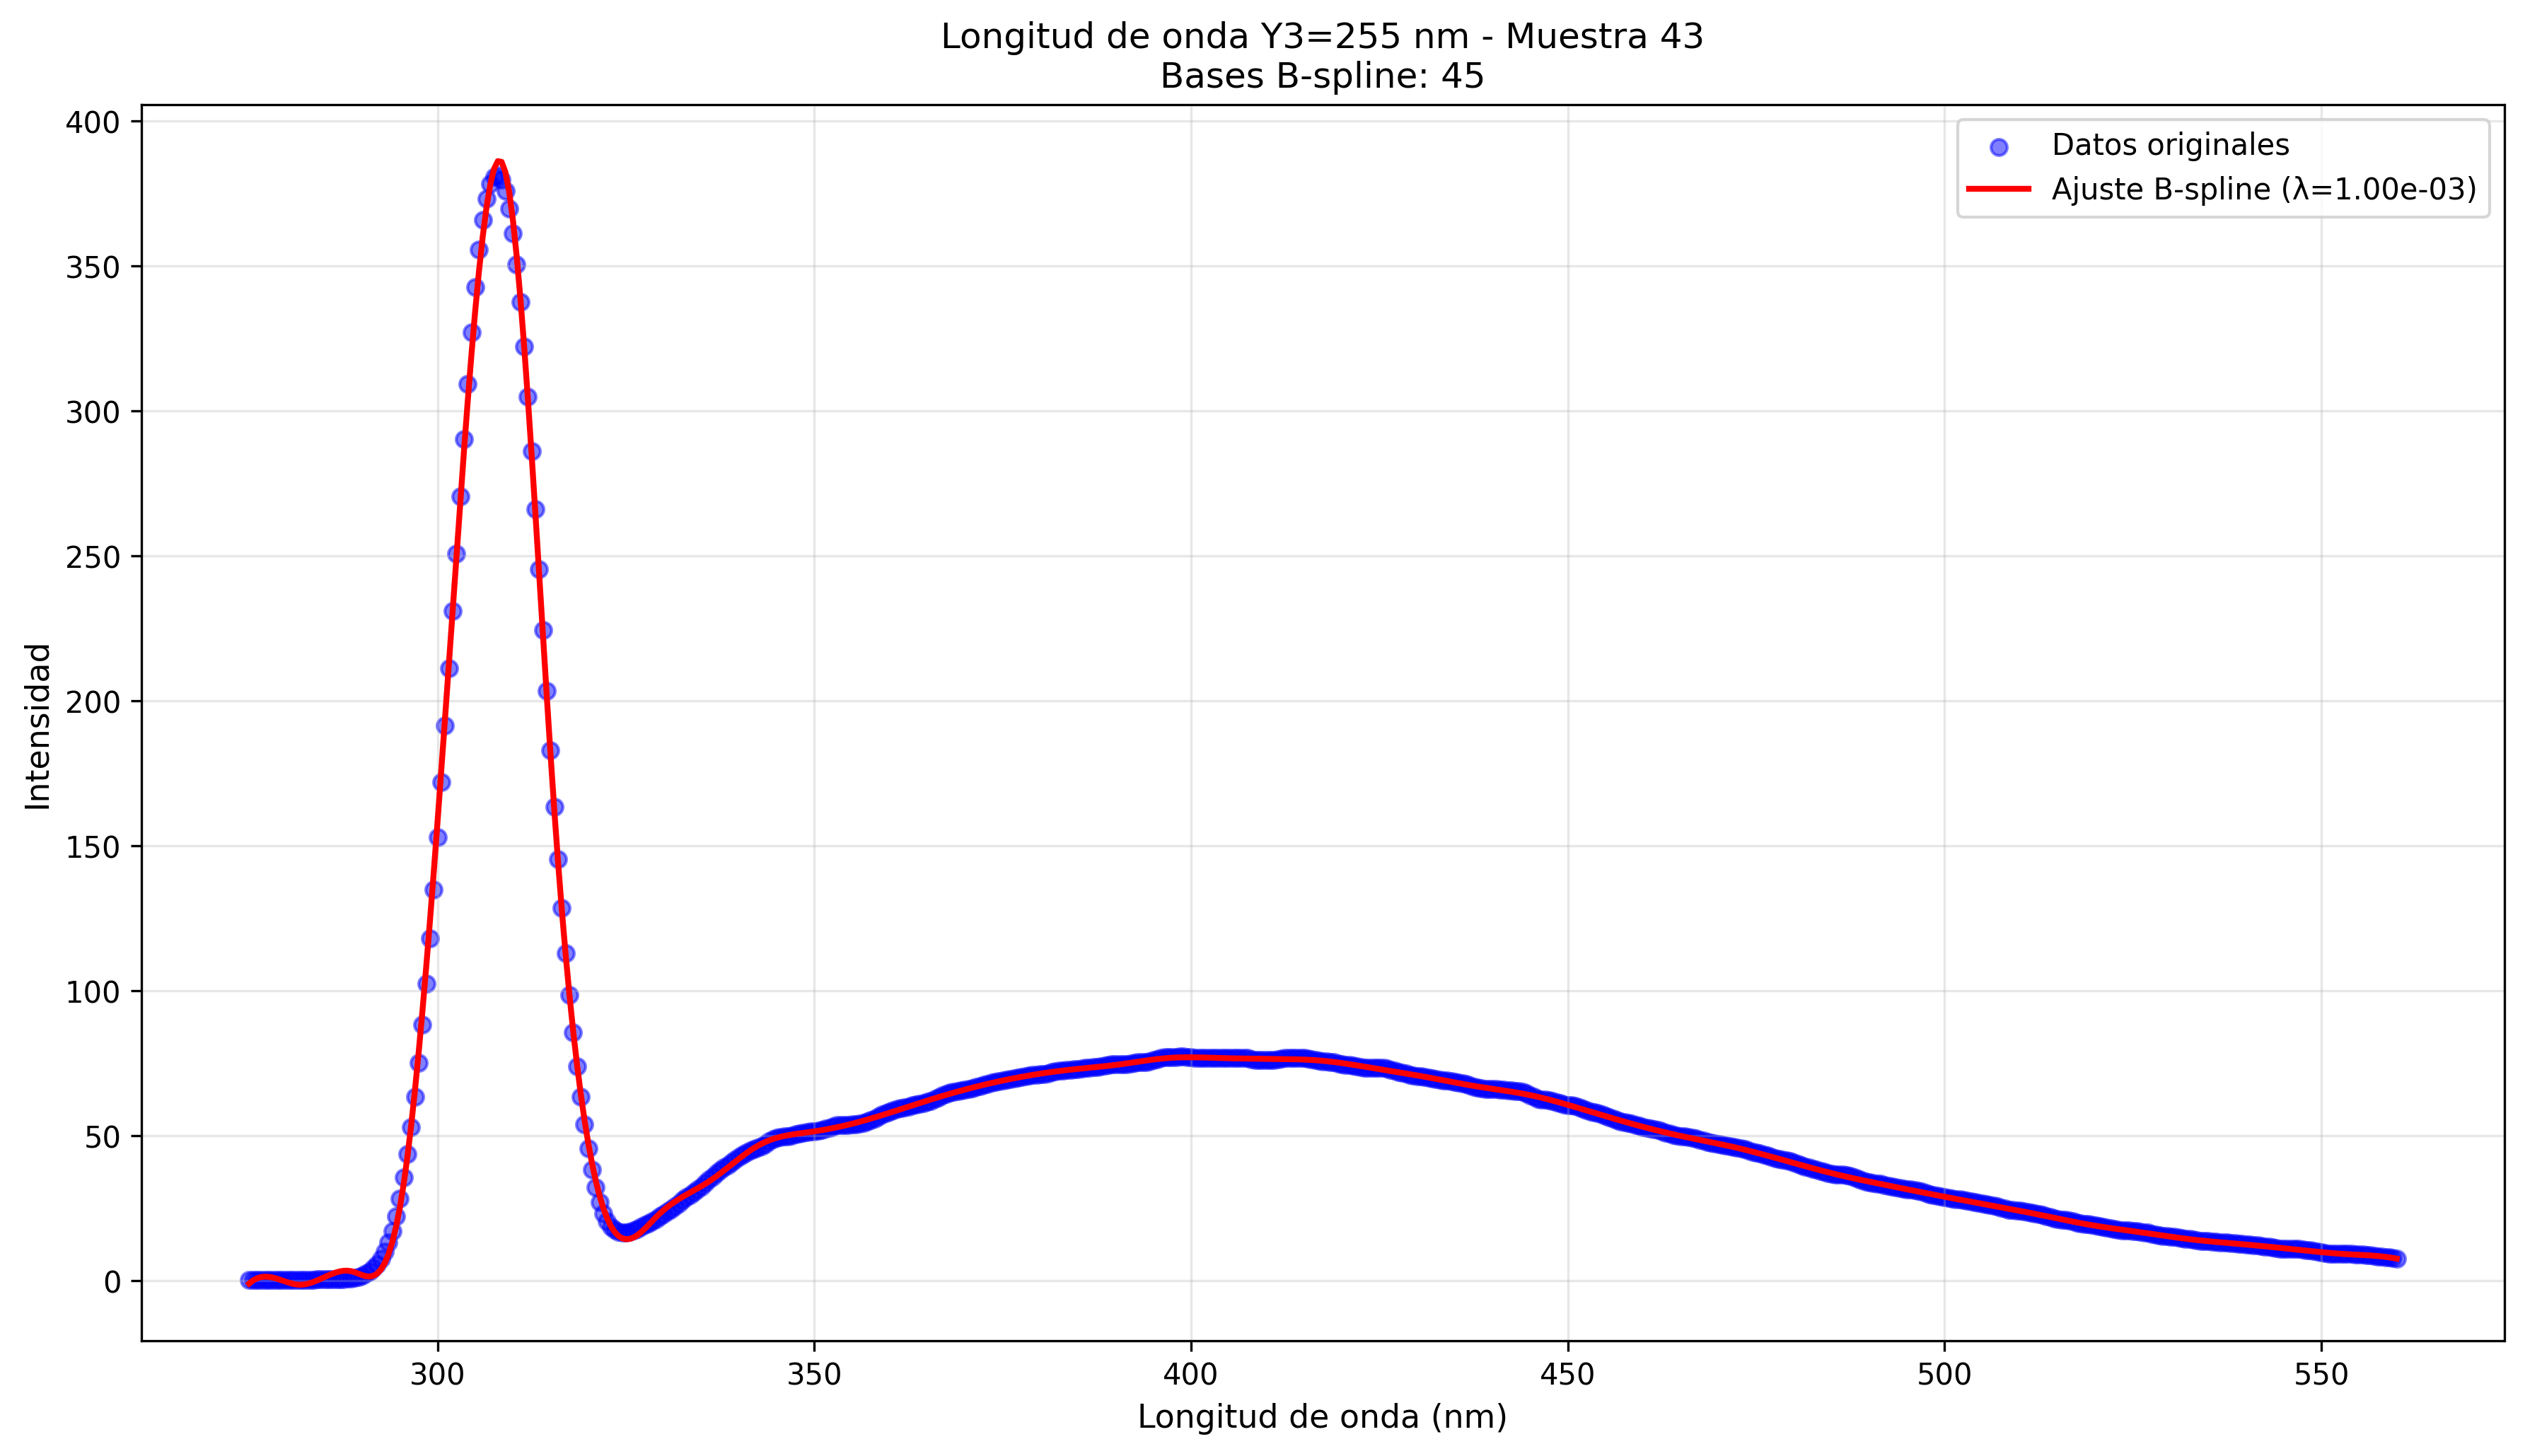 Longitud de onda Y3=255 nm - Muestra 43
Bases B-spline: 45
Datos originales
Ajuste B-spline (λ=1.00e-03)
Intensidad
400
350
300
250
200
150
100
50
0
300 350 400 450 500 550
Longitud de onda (nm)